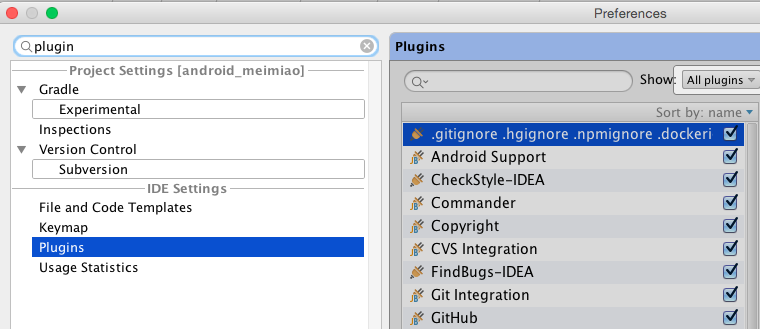 Preferences
plugin
Project Settings [android_meimiao]
Gradle
Experimental
Inspections
Version Control
Subversion
IDE Settings
File and Code Templates
Keymap
Plugins
Usage Statistics
Plugins
Show: All plugins
Sort by: name
.gitignore .hgignore .npmignore .dockeri
Android Support
CheckStyle-IDEA
Commander
Copyright
CVS Integration
FindBugs-IDEA
Git Integration
GitHub